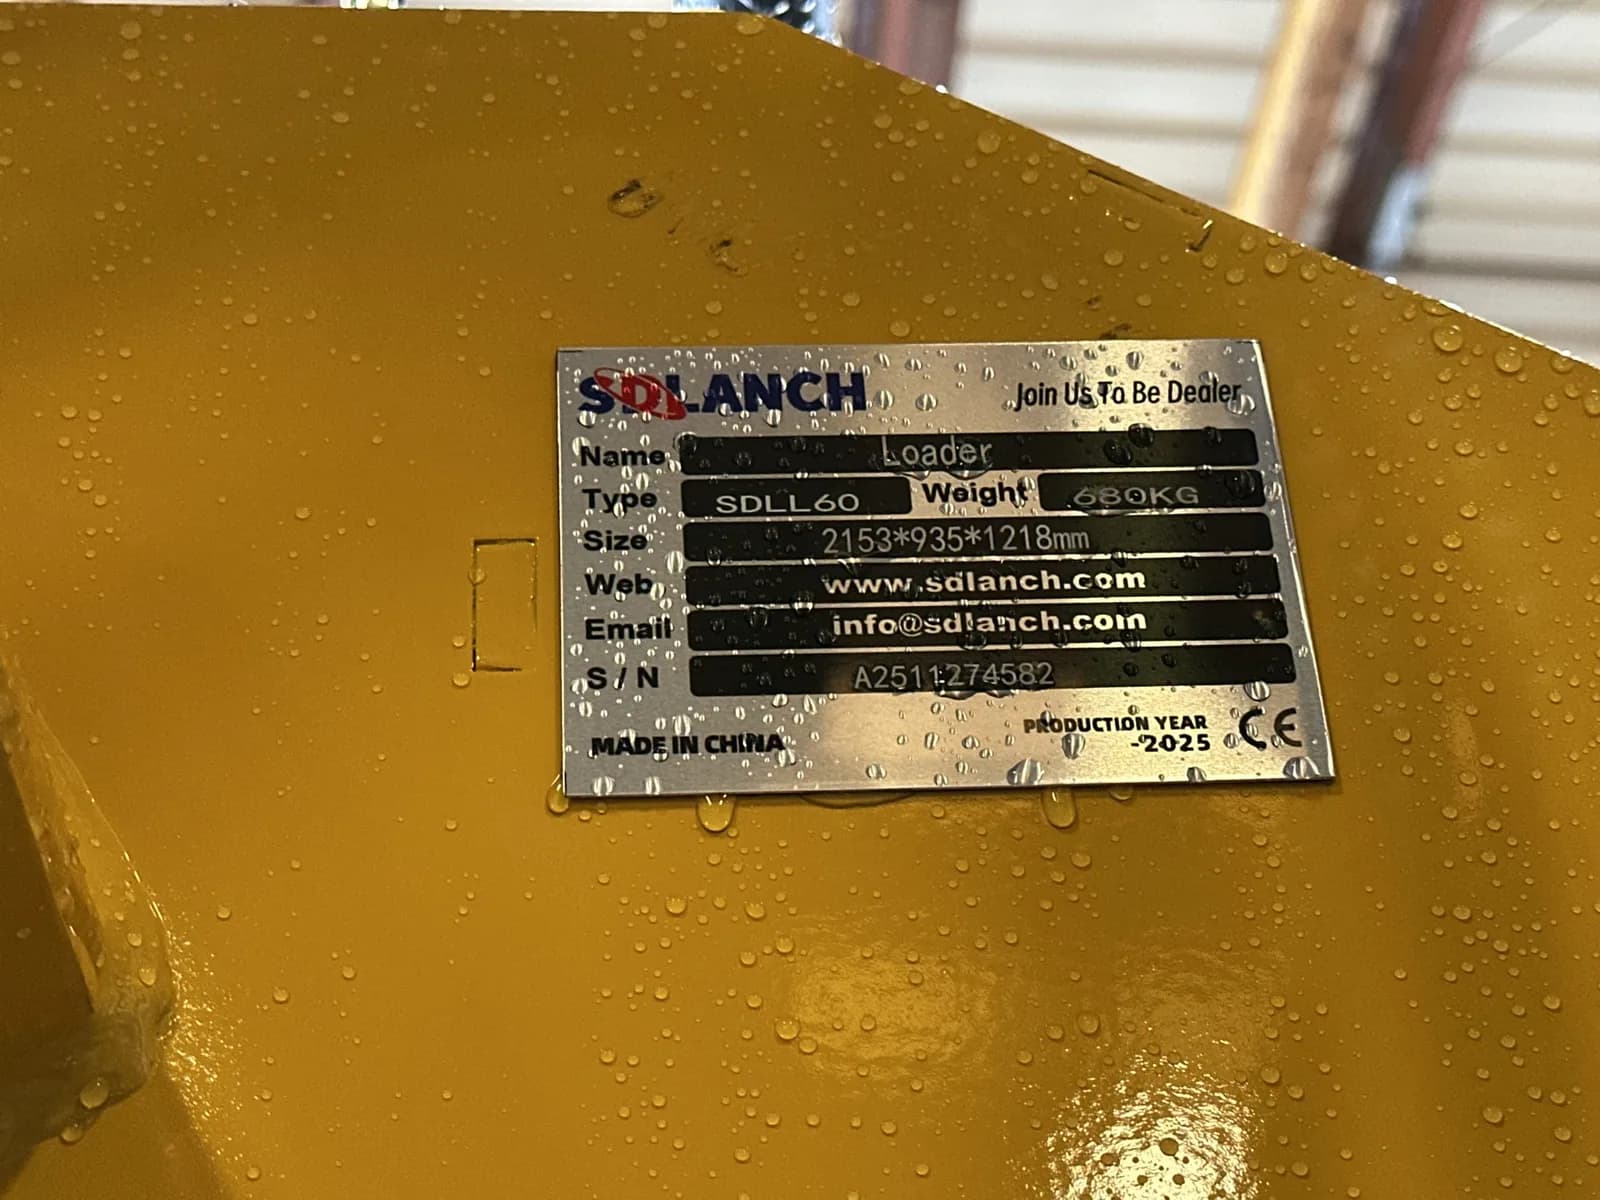 SDLANCH Join Us To Be Dealer
Name Loader
Type SDLL60 Weight 680KG
Size 2153*935*1218mm
Web www.sdlanch.com
Email info@sdlanch.com
S/N A2511274582
MADE IN CHINA PRODUCTION YEAR
-2025 CE